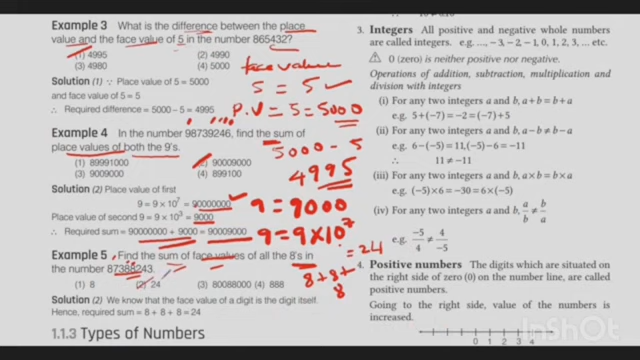 Example 3 What is the difference between the place
value and the face value of 5 in the number 865432?
(1) 4995 (2) 4990
(3) 4980 (4) 5000
Solution (1) ∵ Place value of 5 = 5000
and face value of 5 = 5
∴ Required difference = 5000 − 5 = 4995
Example 4 In the number 98739246, find the sum of
place values of both the 9's.
(1) 89991000 (2) 90009000
(3) 9009000 (4) 899100
Solution (2) Place value of first
9 = 9 × 10⁷ = 90000000
Place value of second 9 = 9 × 10³ = 9000
∴ Required sum = 90000000 + 9000 = 90009000
Example 5 Find the sum of face values of all the 8's in
the number 87388243.
(1) 8 (2) 24 (3) 80088000 (4) 888
Solution (2) We know that the face value of a digit is the digit itself.
Hence, required sum = 8 + 8 + 8 = 24
1.1.3 Types of Numbers
face value
5 = 5
P.V = 5 = 5000
5000 - 5
4995
9 = 9000
9 = 9×10⁷
= 24
8+8+
8
3. Integers All positive and negative whole numbers
are called integers. e.g. ..., −3, −2, −1, 0, 1, 2, 3, ... etc.
0 (zero) is neither positive nor negative.
Operations of addition, subtraction, multiplication and
division with integers
(i) For any two integers a and b, a + b = b + a
e.g. 5 + (−7) = −2 = (−7) + 5
(ii) For any two integers a and b, a − b ≠ b − a
e.g. 6 − (−5) = 11, (−5) − 6 = −11
∴ 11 ≠ −11
(iii) For any two integers a and b, a × b = b × a
e.g. (−5) × 6 = −30 = 6 × (−5)
(iv) For any two integers a and b, a/b ≠ b/a
e.g. −5/4 ≠ 4/−5
4. Positive numbers The digits which are situated on
the right side of zero (0) on the number line, are
called positive numbers.
Going to the right side, value of the numbers is
increased.
0 1 2 3 4
InShOt